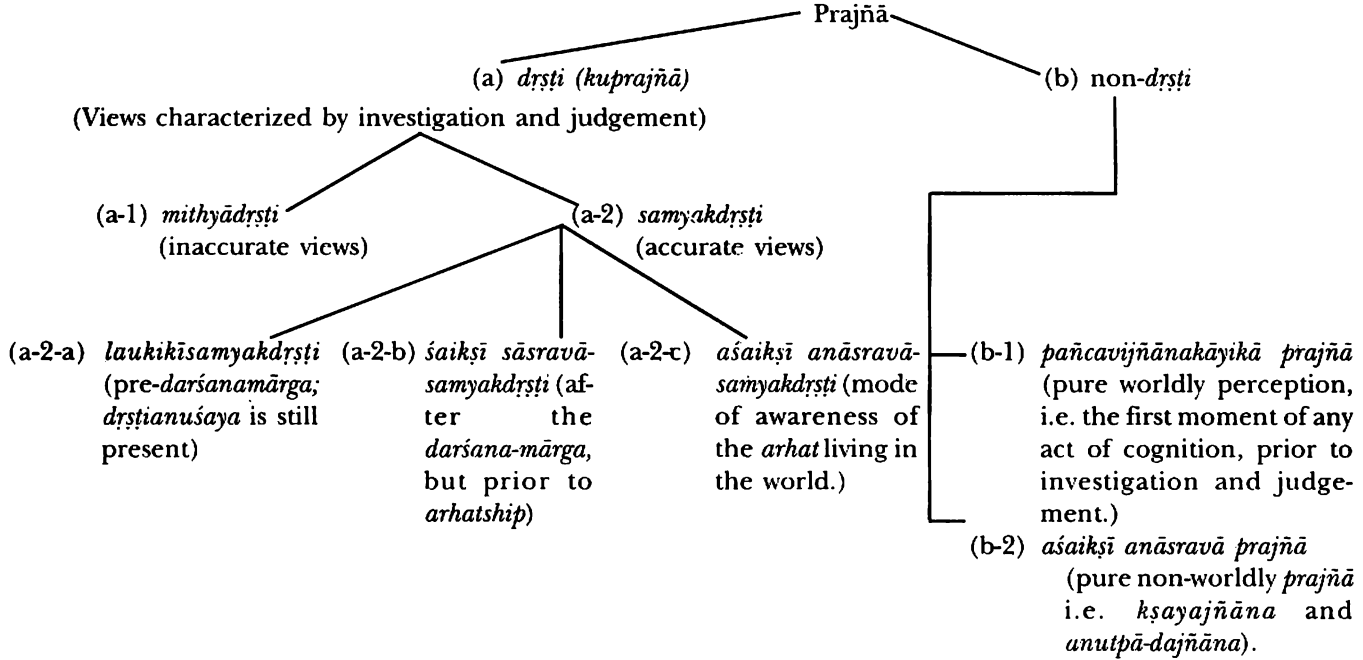 Prajñā
(a) dṛṣṭi (kuprajñā)
(b) non-dṛṣṭi
(Views characterized by investigation and judgement)
(a-1) mithyādṛṣṭi
(inaccurate views)
(a-2) samyakdṛṣṭi
(accurate views)
(a-2-a) laukikīsamyakdṛṣṭi
(pre-darśanamārga;
dṛṣṭianuśaya is still
present)
(a-2-b) śaikṣī sāsravā-
samyakdṛṣṭi (af-
ter the
darśana-mārga,
but prior to
arhatship)
(a-2-c) aśaikṣī anāsravā-
saṁyakdṛṣṭi (mode
of awareness of
the arhat living in
the world.)
(b-1) pañcavijñānakāyikā prajñā
(pure worldly perception,
i.e. the first moment of any
act of cognition, prior to
investigation and judge-
ment.)
(b-2) aśaikṣī anāsravā prajñā
(pure non-worldly prajñā
i.e. kṣayajñāna and
anutpā-dajñāna).